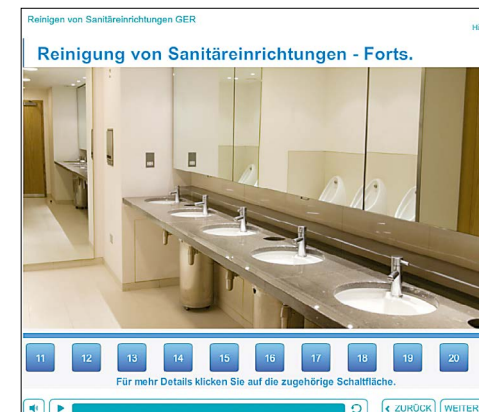 Reinigen von Sanitäreinrichtungen GER
Reinigung von Sanitäreinrichtungen - Forts.
11 12 13 14 15 16 17 18 19 20
Für mehr Details klicken Sie auf die zugehörige Schaltfläche.
ZURÜCK WEITER